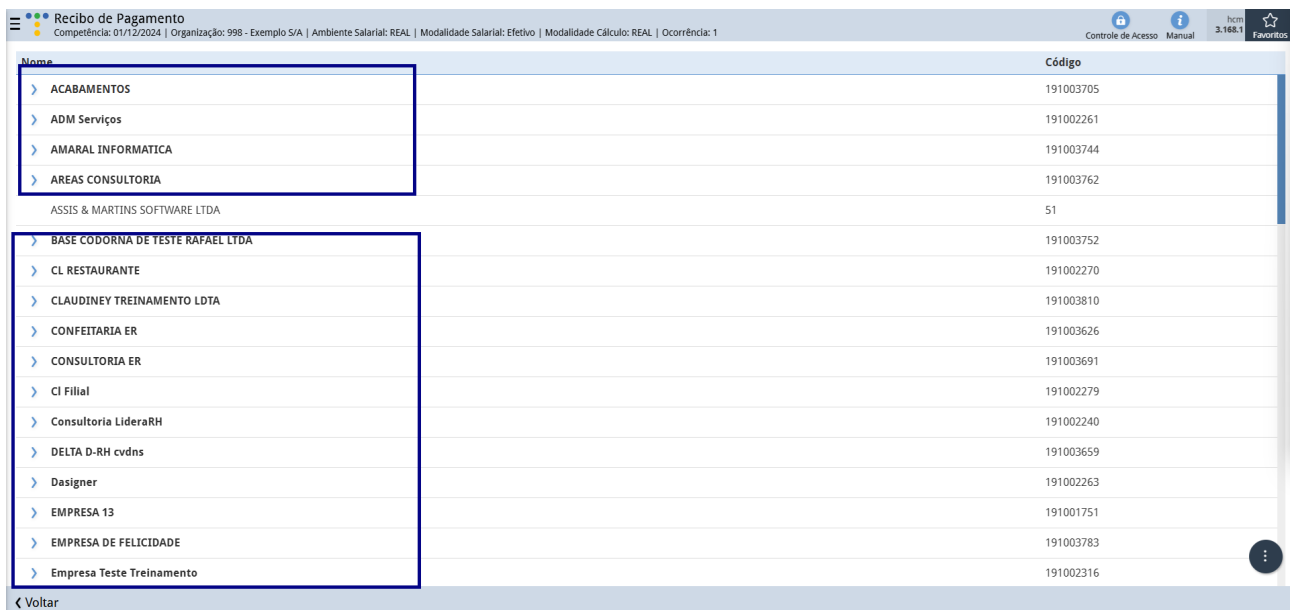 Recibo de Pagamento
Competência: 01/12/2024 | Organização: 998 - Exemplo S/A | Ambiente Salarial: REAL | Modalidade Salarial: Efetivo | Modalidade Cálculo: REAL | Ocorrência: 1
Controle de Acesso Manual hcm 3.168.1 Favoritos
Nome Código
ACABAMENTOS 191003705
ADM Serviços 191002261
AMARAL INFORMATICA 191003744
AREAS CONSULTORIA 191003762
ASSIS & MARTINS SOFTWARE LTDA 51
BASE CODORNA DE TESTE RAFAEL LTDA 191003752
CL RESTAURANTE 191002270
CLAUDINEY TREINAMENTO LDTA 191003810
CONFEITARIA ER 191003626
CONSULTORIA ER 191003691
Cl Filial 191002279
Consultoria LideraRH 191002240
DELTA D-RH cvdns 191003659
Dasigner 191002263
EMPRESA 13 191001751
EMPRESA DE FELICIDADE 191003783
Empresa Teste Treinamento 191002316
Voltar